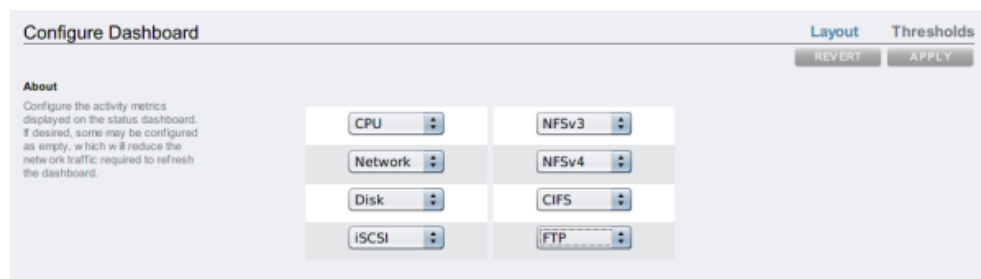 Configure Dashboard
Layout Thresholds
REVERT APPLY
About
Configure the activity metrics
displayed on the status dashboard.
If desired, some may be configured
as empty, which will reduce the
network traffic required to refresh
the dashboard.
CPU NFSv3
Network NFSv4
Disk CIFS
iSCSI FTP